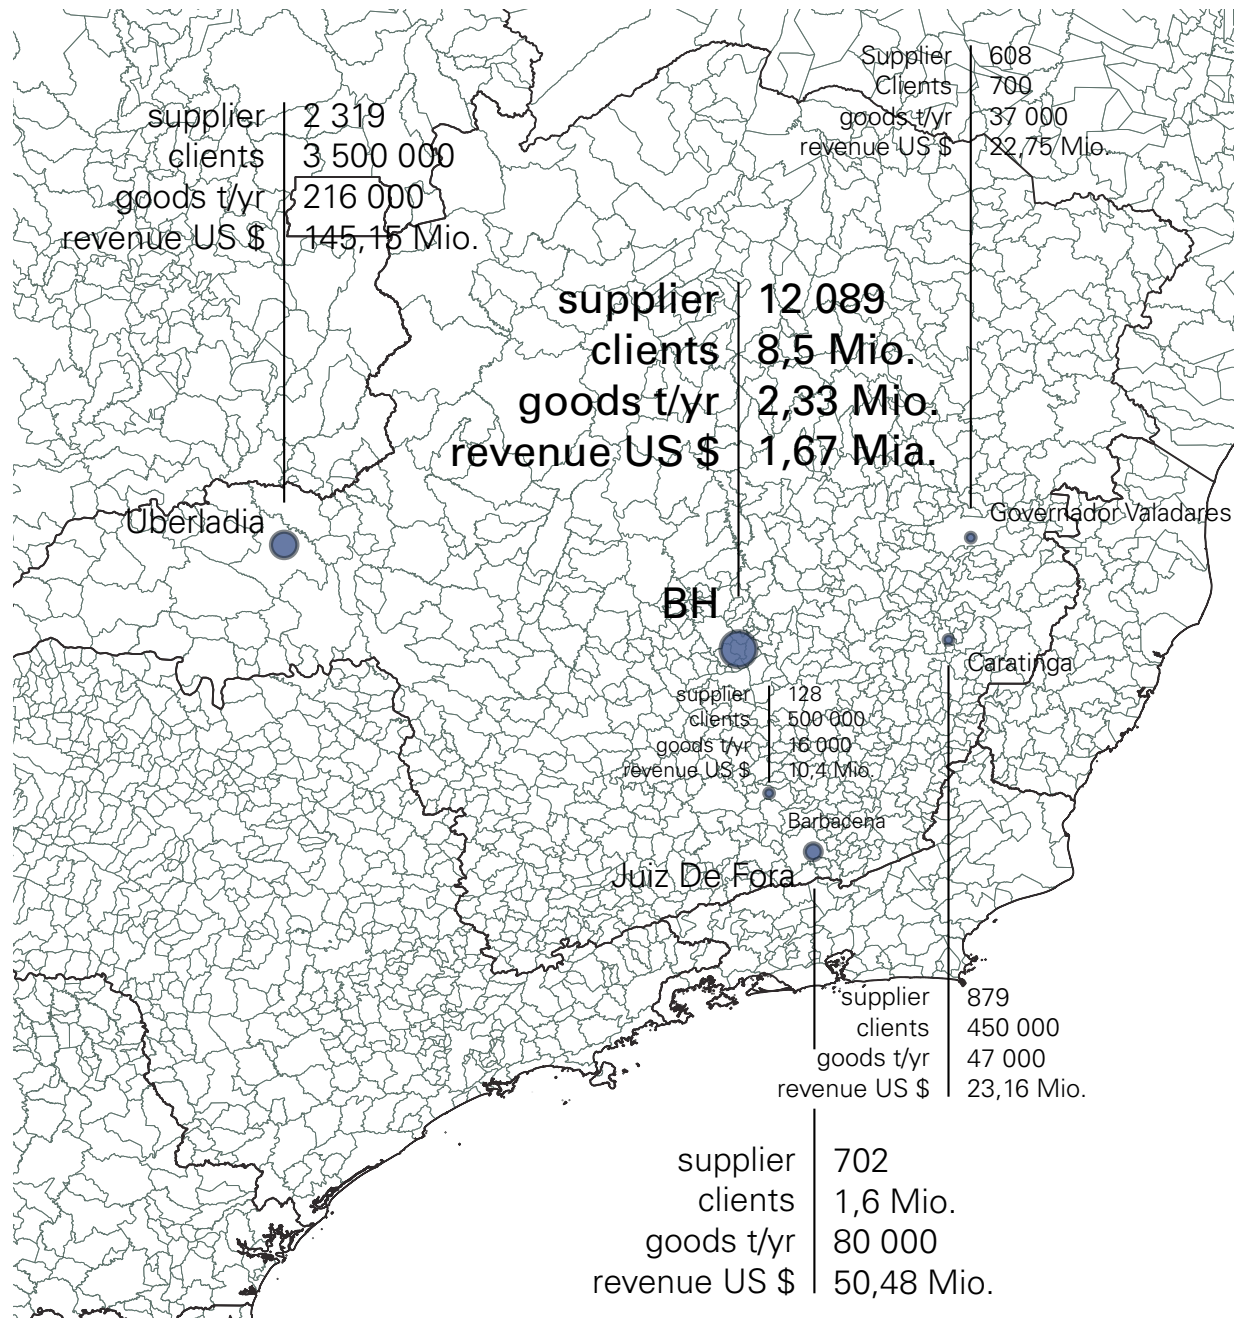 Supplier 608
Clients 700
goods t/yr 37 000
revenue US $ 22,75 Mio.
supplier 2 319
clients 3 500 000
goods t/yr 216 000
revenue US $ 145,15 Mio.
supplier 12 089
clients 8,5 Mio.
goods t/yr 2,33 Mio.
revenue US $ 1,67 Mia.
Uberladia
Governador Valadares
BH
Caratinga
supplier 128
clients 500 000
goods t/yr 16 000
revenue US $ 10,4 Mio.
Barbacena
Juiz De Fora
supplier 879
clients 450 000
goods t/yr 47 000
revenue US $ 23,16 Mio.
supplier 702
clients 1,6 Mio.
goods t/yr 80 000
revenue US $ 50,48 Mio.